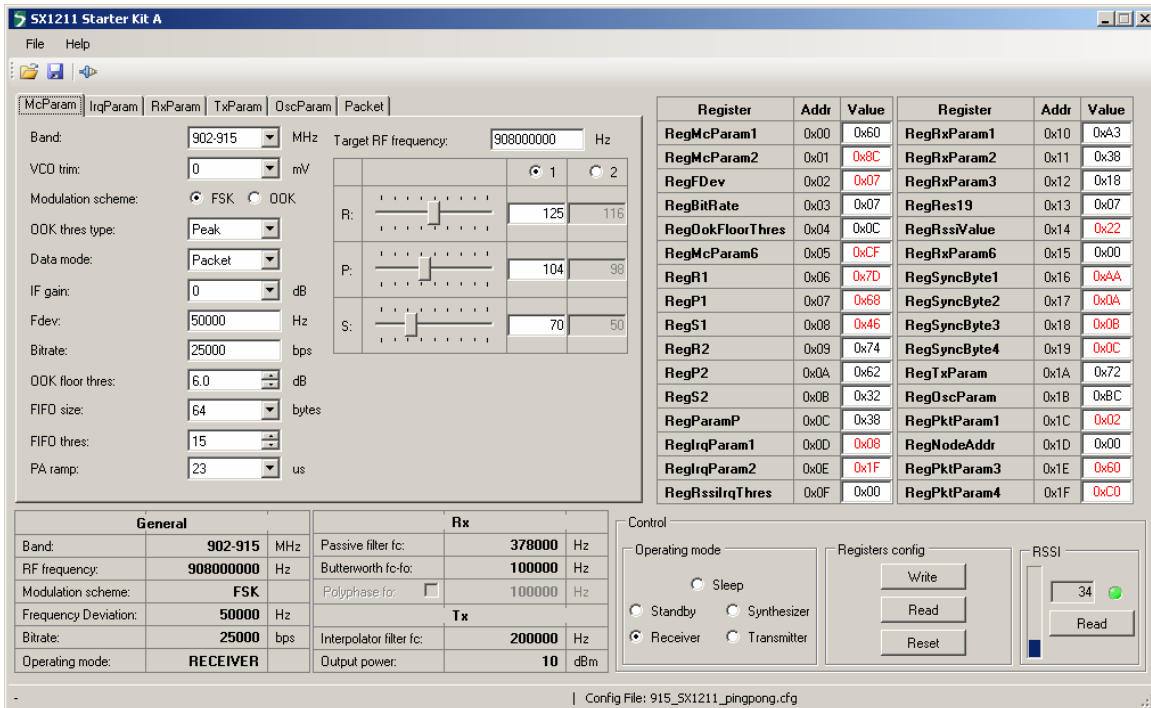 SX1211 Starter Kit A
File Help
McParam IrqParam RxParam TxParam OscParam Packet
Band: 902-915 MHz
VCO trim: 0 mV
Modulation scheme: FSK OOK
OOK thres type: Peak
Data mode: Packet
IF gain: 0 dB
Fdev: 50000 Hz
Bitrate: 25000 bps
OOK floor thres: 6.0 dB
FIFO size: 64 bytes
FIFO thres: 15
PA ramp: 23 us
Target RF frequency: 908000000 Hz
1 2
R: 125 116
P: 104 98
S: 70 50
Register Addr Value Register Addr Value
RegMcParam1 0x00 0x60 RegRxParam1 0x10 0xA3
RegMcParam2 0x01 0x8C RegRxParam2 0x11 0x38
RegFDev 0x02 0x07 RegRxParam3 0x12 0x18
RegBitRate 0x03 0x07 RegRes19 0x13 0x07
RegOokFloorThres 0x04 0x0C RegRssiValue 0x14 0x22
RegMcParam6 0x05 0xCF RegRxParam6 0x15 0x00
RegR1 0x06 0x7D RegSyncByte1 0x16 0xAA
RegP1 0x07 0x68 RegSyncByte2 0x17 0x0A
RegS1 0x08 0x46 RegSyncByte3 0x18 0x0B
RegR2 0x09 0x74 RegSyncByte4 0x19 0x0C
RegP2 0x0A 0x62 RegTxParam 0x1A 0x72
RegS2 0x0B 0x32 RegOscParam 0x1B 0xBC
RegParamP 0x0C 0x38 RegPktParam1 0x1C 0x02
RegIrqParam1 0x0D 0x08 RegNodeAddr 0x1D 0x00
RegIrqParam2 0x0E 0x1F RegPktParam3 0x1E 0x60
RegRssiIrqThres 0x0F 0x00 RegPktParam4 0x1F 0xC0
General
Band: 902-915 MHz
RF frequency: 908000000 Hz
Modulation scheme: FSK
Frequency Deviation: 50000 Hz
Bitrate: 25000 bps
Operating mode: RECEIVER
Rx
Passive filter fc: 378000 Hz
Butterworth fc-fo: 100000 Hz
Polyphase fo: 100000 Hz
Tx
Interpolator filter fc: 200000 Hz
Output power: 10 dBm
Control
Operating mode
Sleep
Standby Synthesizer
Receiver Transmitter
Registers config
Write
Read
Reset
RSSI
34
Read
- | Config File: 915_SX1211_pingpong.cfg